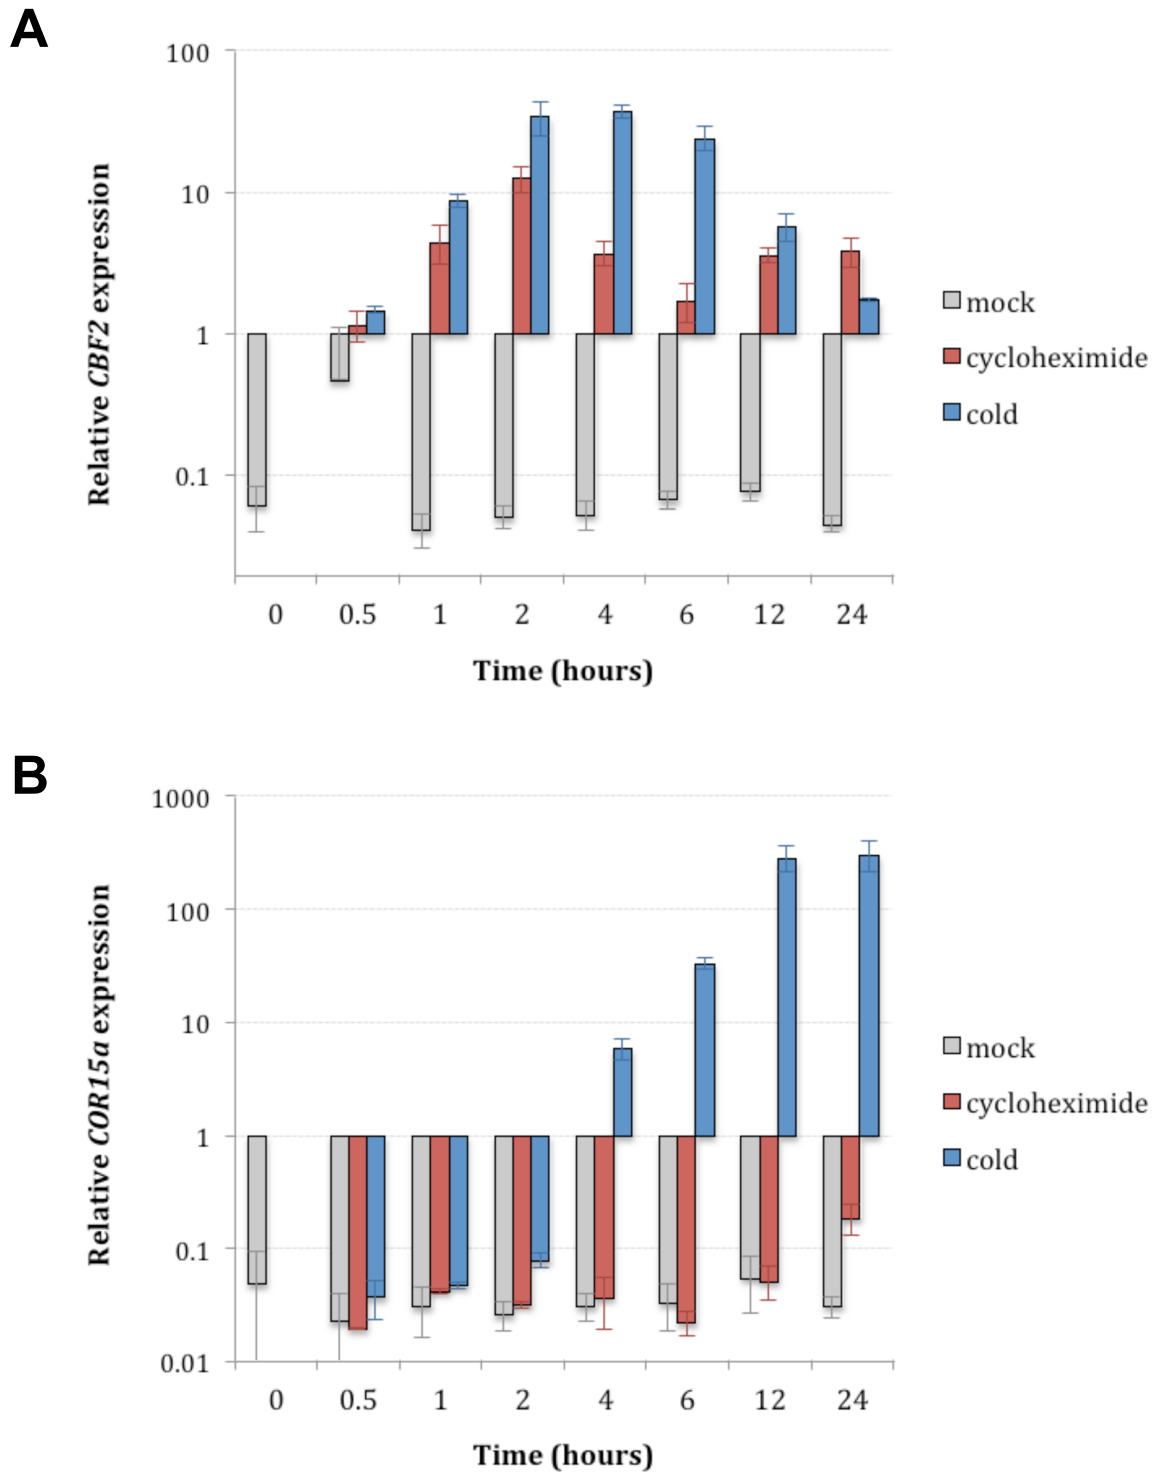 A
100
10
1
0.1
Relative CBF2 expression
mock
cycloheximide
cold
0 0.5 1 2 4 6 12 24
Time (hours)
B
1000
100
10
1
0.1
0.01
Relative COR15a expression
mock
cycloheximide
cold
0 0.5 1 2 4 6 12 24
Time (hours)